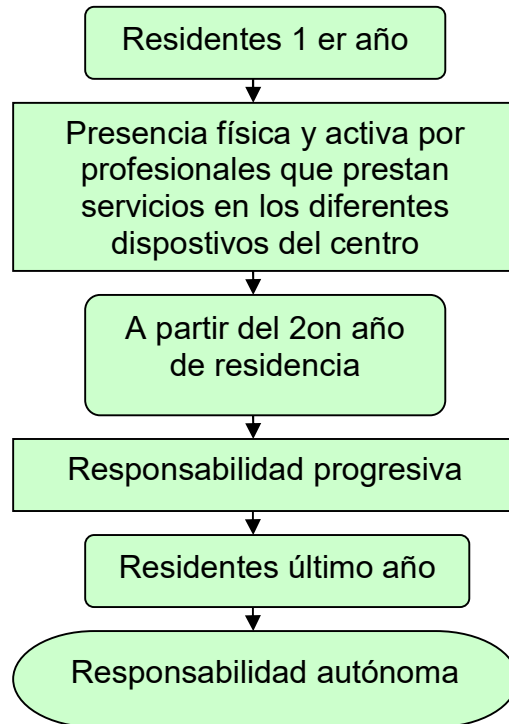 Residentes 1 er año
Presencia física y activa por
profesionales que prestan
servicios en los diferentes
dispostivos del centro
A partir del 2on año
de residencia
Responsabilidad progresiva
Residentes último año
Responsabilidad autónoma